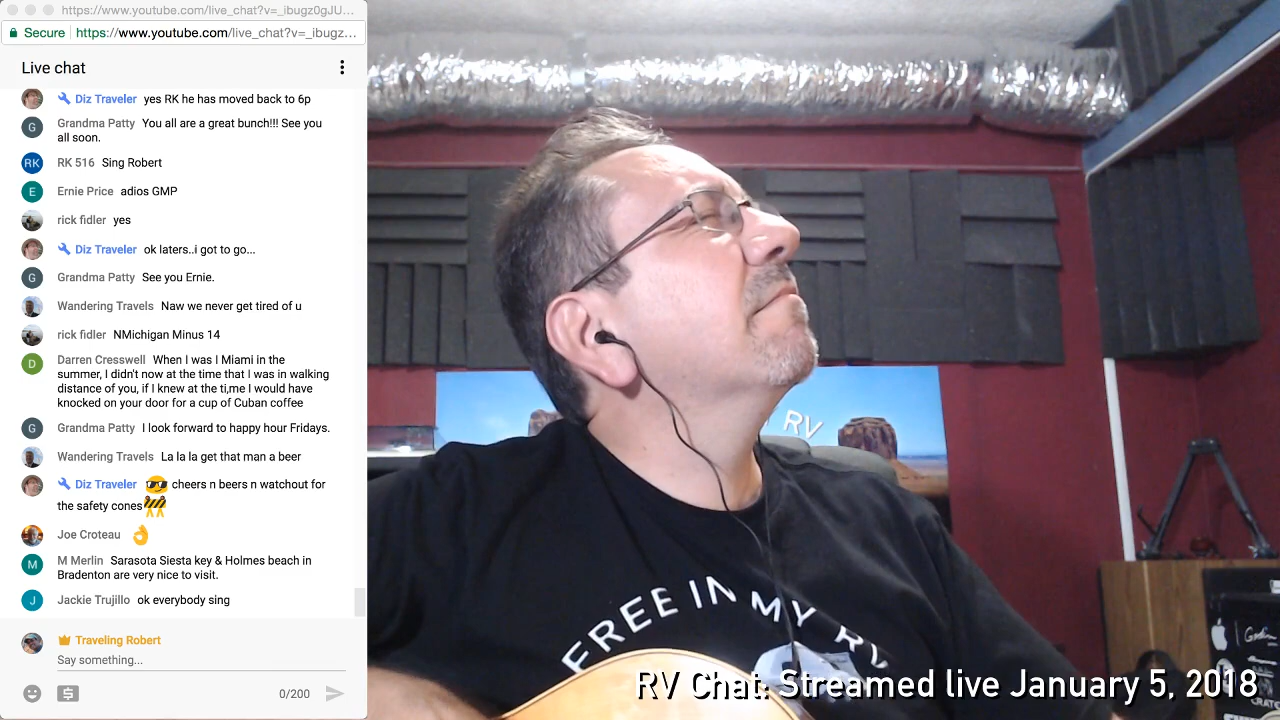 https://www.youtube.com/live_chat?v=_ibugz0gJU...
Secure https://www.youtube.com/live_chat?v=_ibugz...
Live chat
Diz Traveler yes RK he has moved back to 6p
G Grandma Patty You all are a great bunch!!! See you
all soon.
RK RK 516 Sing Robert
E Ernie Price adios GMP
rick fidler yes
Diz Traveler ok laters..i got to go...
G Grandma Patty See you Ernie.
Wandering Travels Naw we never get tired of u
rick fidler NMichigan Minus 14
D Darren Cresswell When I was I Miami in the
summer, I didn't now at the time that I was in walking
distance of you, if I knew at the ti,me I would have
knocked on your door for a cup of Cuban coffee
G Grandma Patty I look forward to happy hour Fridays.
Wandering Travels La la la get that man a beer
Diz Traveler cheers n beers n watchout for
the safety cones
Joe Croteau
M M Merlin Sarasota Siesta key & Holmes beach in
Bradenton are very nice to visit.
J Jackie Trujillo ok everybody sing
Traveling Robert
Say something...
0/200
RV
FREE IN MY RV
Godin
RV Chat: Streamed live January 5, 2018